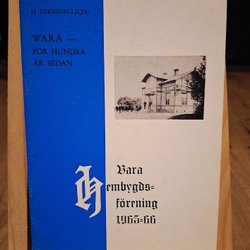 H. PERSSON-LILJA:
WARA —
FÖR HUNDRA
ÅR SEDAN
Vara
Hembygds=
förening
1965=66